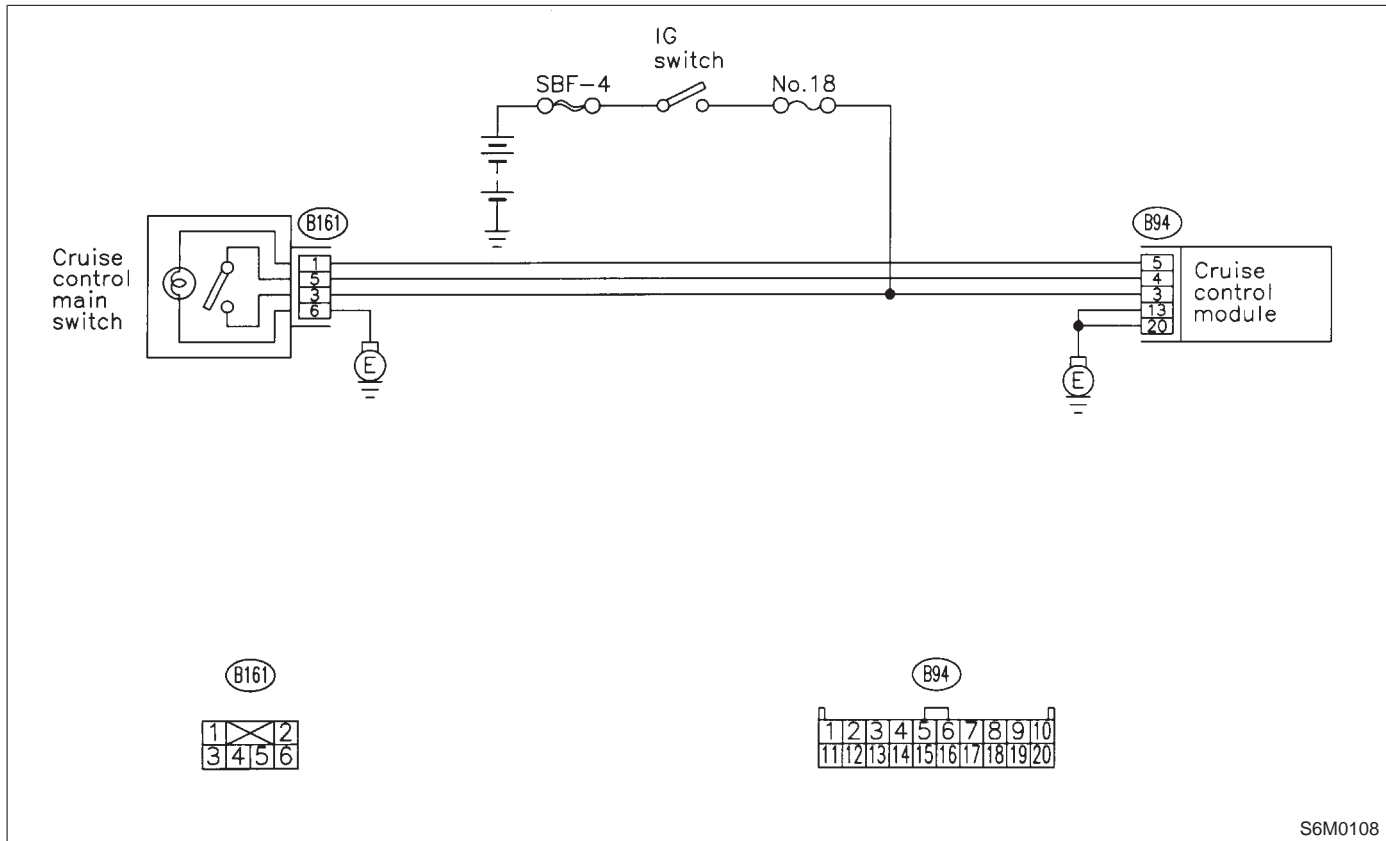 IG
switch
SBF-4
No.18
B161
B94
Cruise
control
main
switch
1
5
3
6
5
4
3
13
20
Cruise
control
module
E
E
B161
B94
1 2
3 4 5 6
1 2 3 4 5 6 7 8 9 10
11 12 13 14 15 16 17 18 19 20
S6M0108